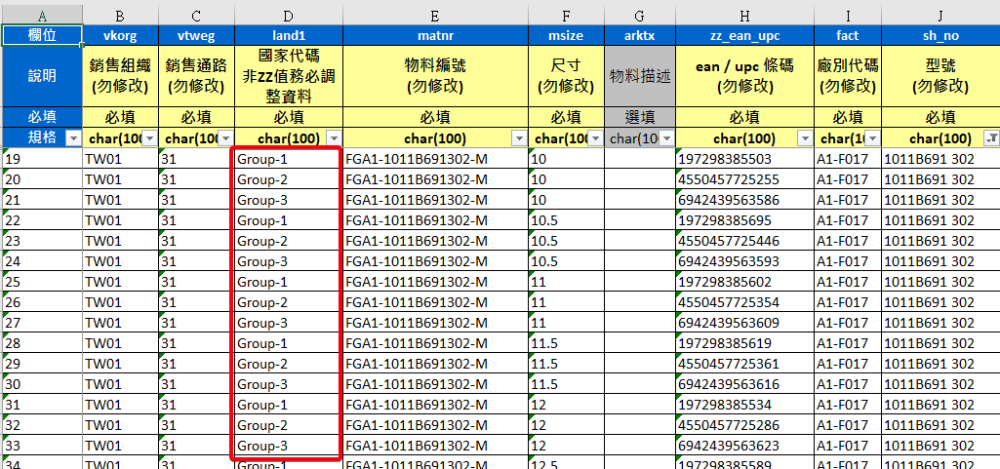 A B C D E F G H I J
欄位 vkorg vtweg land1 matnr msize arktx zz_ean_upc fact sh_no
說明 銷售組織 (勿修改) 銷售通路 (勿修改) 國家代碼 非ZZ值務必調 整資料 物料編號 (勿修改) 尺寸 (勿修改) 物料描述 ean / upc 條碼 (勿修改) 廠別代碼 (勿修改) 型號 (勿修改)
必填 必填 必填 必填 必填 必填 選填 必填 必填 必填
規格 char(100 char(100 char(100) char(100) char(100 char(10 char(100) char(10 char(100)
19 TW01 31 Group-1 FGA1-1011B691302-M 10 197298385503 A1-F017 1011B691 302
20 TW01 31 Group-2 FGA1-1011B691302-M 10 4550457725255 A1-F017 1011B691 302
21 TW01 31 Group-3 FGA1-1011B691302-M 10 6942439563586 A1-F017 1011B691 302
22 TW01 31 Group-1 FGA1-1011B691302-M 10.5 197298385695 A1-F017 1011B691 302
23 TW01 31 Group-2 FGA1-1011B691302-M 10.5 4550457725446 A1-F017 1011B691 302
24 TW01 31 Group-3 FGA1-1011B691302-M 10.5 6942439563593 A1-F017 1011B691 302
25 TW01 31 Group-1 FGA1-1011B691302-M 11 197298385602 A1-F017 1011B691 302
26 TW01 31 Group-2 FGA1-1011B691302-M 11 4550457725354 A1-F017 1011B691 302
27 TW01 31 Group-3 FGA1-1011B691302-M 11 6942439563609 A1-F017 1011B691 302
28 TW01 31 Group-1 FGA1-1011B691302-M 11.5 197298385619 A1-F017 1011B691 302
29 TW01 31 Group-2 FGA1-1011B691302-M 11.5 4550457725361 A1-F017 1011B691 302
30 TW01 31 Group-3 FGA1-1011B691302-M 11.5 6942439563616 A1-F017 1011B691 302
31 TW01 31 Group-1 FGA1-1011B691302-M 12 197298385534 A1-F017 1011B691 302
32 TW01 31 Group-2 FGA1-1011B691302-M 12 4550457725286 A1-F017 1011B691 302
33 TW01 31 Group-3 FGA1-1011B691302-M 12 6942439563623 A1-F017 1011B691 302
34 TW01 31 Group-1 FGA1-1011B691302-M 12.5 197298385589 A1-F017 1011B691 302